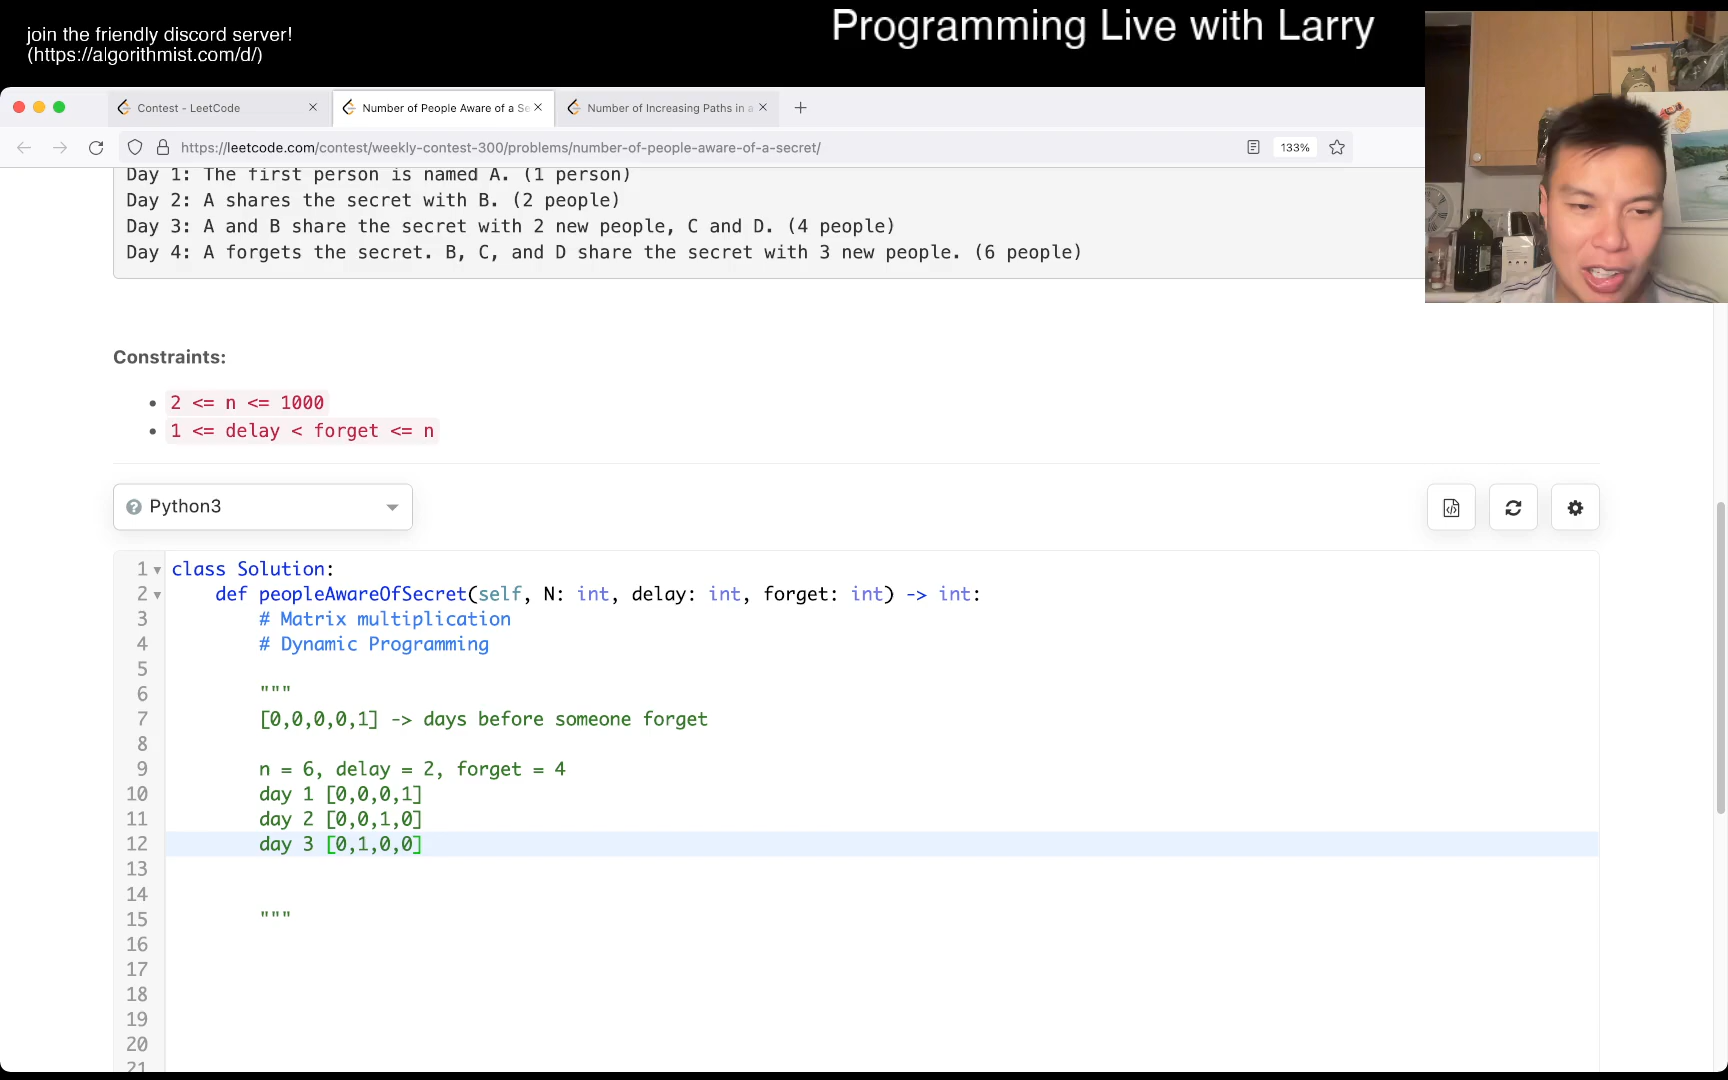 join the friendly discord server!
(https://algorithmist.com/d/)
Programming Live with Larry
Contest - LeetCode
Number of People Aware of a Se
Number of Increasing Paths in a
https://leetcode.com/contest/weekly-contest-300/problems/number-of-people-aware-of-a-secret/
133%
Day 1: The first person is named A. (1 person)
Day 2: A shares the secret with B. (2 people)
Day 3: A and B share the secret with 2 new people, C and D. (4 people)
Day 4: A forgets the secret. B, C, and D share the secret with 3 new people. (6 people)
Constraints:
2 <= n <= 1000
1 <= delay < forget <= n
Python3
1 class Solution:
2 def peopleAwareOfSecret(self, N: int, delay: int, forget: int) -> int:
3 # Matrix multiplication
4 # Dynamic Programming
5
6 """
7 [0,0,0,0,1] -> days before someone forget
8
9 n = 6, delay = 2, forget = 4
10 day 1 [0,0,0,1]
11 day 2 [0,0,1,0]
12 day 3 [0,1,0,0]
13
14
15 """
16
17
18
19
20
21